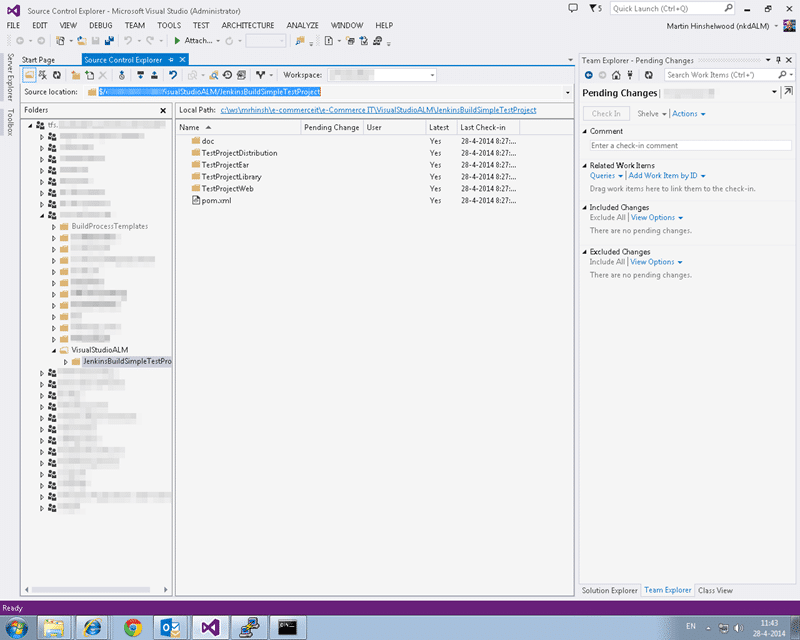 Source Control Explorer - Microsoft Visual Studio (Administrator)
5
Quick Launch (Ctrl+Q)
FILE EDIT VIEW DEBUG TEAM TOOLS TEST ARCHITECTURE ANALYZE WINDOW HELP
Martin Hinshelwood (nkdALM)
Attach...
Server Explorer
Toolbox
Start Page
Source Control Explorer
Workspace:
Source location:
$/
VisualStudioALM/JenkinsBuildSimpleTestProject
Folders
tfs.
BuildProcessTemplates
VisualStudioALM
JenkinsBuildSimpleTestPro
Local Path: c:\ws\mrhinsh\e-commerceit\e-Commerce IT\VisualStudioALM\JenkinsBuildSimpleTestProject
Name Pending Change User Latest Last Check-in
doc Yes 28-4-2014 8:27:...
TestProjectDistribution Yes 28-4-2014 8:27:...
TestProjectEar Yes 28-4-2014 8:27:...
TestProjectLibrary Yes 28-4-2014 8:27:...
TestProjectWeb Yes 28-4-2014 8:27:...
pom.xml Yes 28-4-2014 8:27:...
Team Explorer - Pending Changes
Search Work Items (Ctrl+')
Pending Changes
Check In Shelve Actions
Comment
Enter a check-in comment
Related Work Items
Queries | Add Work Item by ID
Drag work items here to link them to the check-in.
Included Changes
Exclude All | View Options
There are no pending changes.
Excluded Changes
Include All | View Options
There are no pending changes.
Solution Explorer Team Explorer Class View
Ready
EN
11:43
28-4-2014